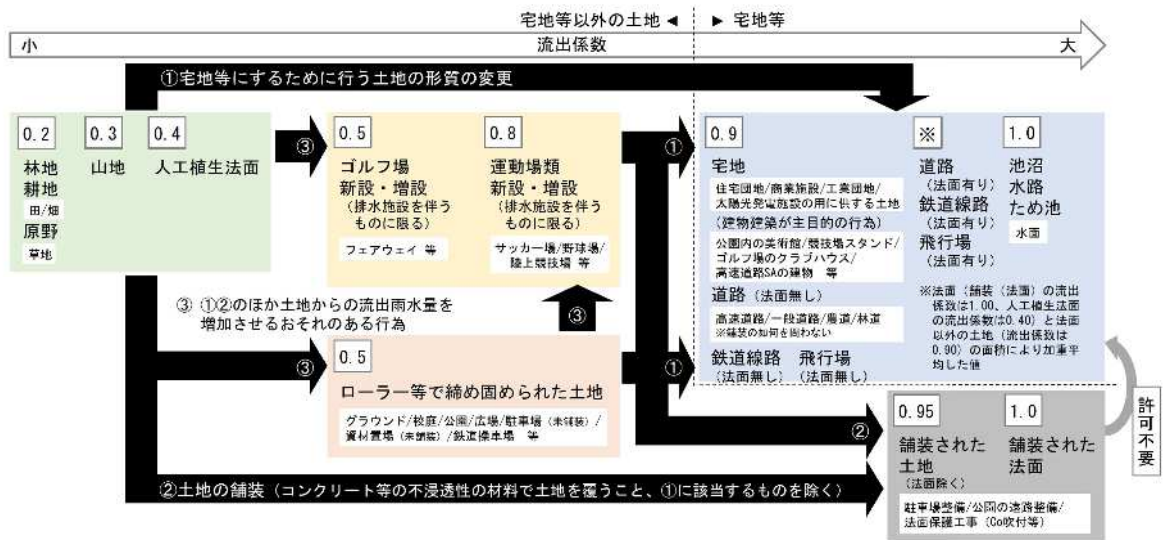 宅地等以外の土地 ◀ ▶ 宅地等
小 流出係数 大
①宅地等にするために行う土地の形質の変更
0.2
林地
耕地
田/畑
原野
草地
0.3
山地
0.4
人工植生法面
③
0.5
ゴルフ場
新設・増設
(排水施設を伴う
ものに限る)
フェアウェイ 等
0.8
運動場類
新設・増設
(排水施設を伴う
ものに限る)
サッカー場/野球場/
陸上競技場 等
①
0.9
宅地
住宅団地/商業施設/工業団地/
太陽光発電施設の用に供する土地
(建物建築が主目的の行為)
公園内の美術館/競技場スタンド/
ゴルフ場のクラブハウス/
高速道路SAの建物 等
道路(法面無し)
高速道路/一般道路/農道/林道
※舗装の如何を問わない
鉄道線路 飛行場
(法面無し) (法面無し)
※
道路
(法面有り)
鉄道線路
(法面有り)
飛行場
(法面有り)
1.0
池沼
水路
ため池
水面
※法面(舗装(法面)の流出
係数は1.00、人工植生法面
の流出係数は0.40)と法面
以外の土地(流出係数は
0.90)の面積により加重平
均した値
③ ①②のほか土地からの流出雨水量を
増加させるおそれのある行為
③
③
0.5
ローラー等で締め固められた土地
グラウンド/校庭/公園/広場/駐車場(未舗装)/
資材置場(未舗装)/鉄道操車場 等
①
②
②土地の舗装(コンクリート等の不浸透性の材料で土地を覆うこと、①に該当するものを除く)
0.95
舗装された
土地
(法面除く)
1.0
舗装された
法面
駐車場整備/公園の園路整備/
法面保護工事(Co吹付等)
許可不要